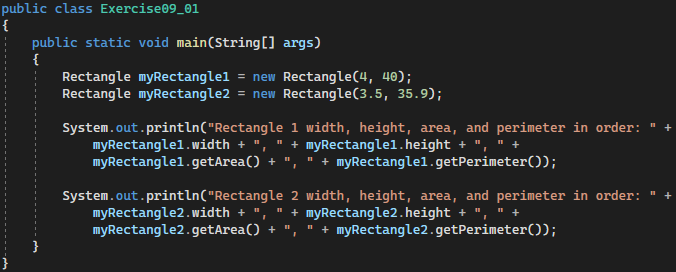 public class Exercise09_01
{
    public static void main(String[] args)
    {
        Rectangle myRectangle1 = new Rectangle(4, 40);
        Rectangle myRectangle2 = new Rectangle(3.5, 35.9);

        System.out.println("Rectangle 1 width, height, area, and perimeter in order: " +
            myRectangle1.width + ", " + myRectangle1.height + ", " +
            myRectangle1.getArea() + ", " + myRectangle1.getPerimeter());

        System.out.println("Rectangle 2 width, height, area, and perimeter in order: " +
            myRectangle2.width + ", " + myRectangle2.height + ", " +
            myRectangle2.getArea() + ", " + myRectangle2.getPerimeter());
    }
}